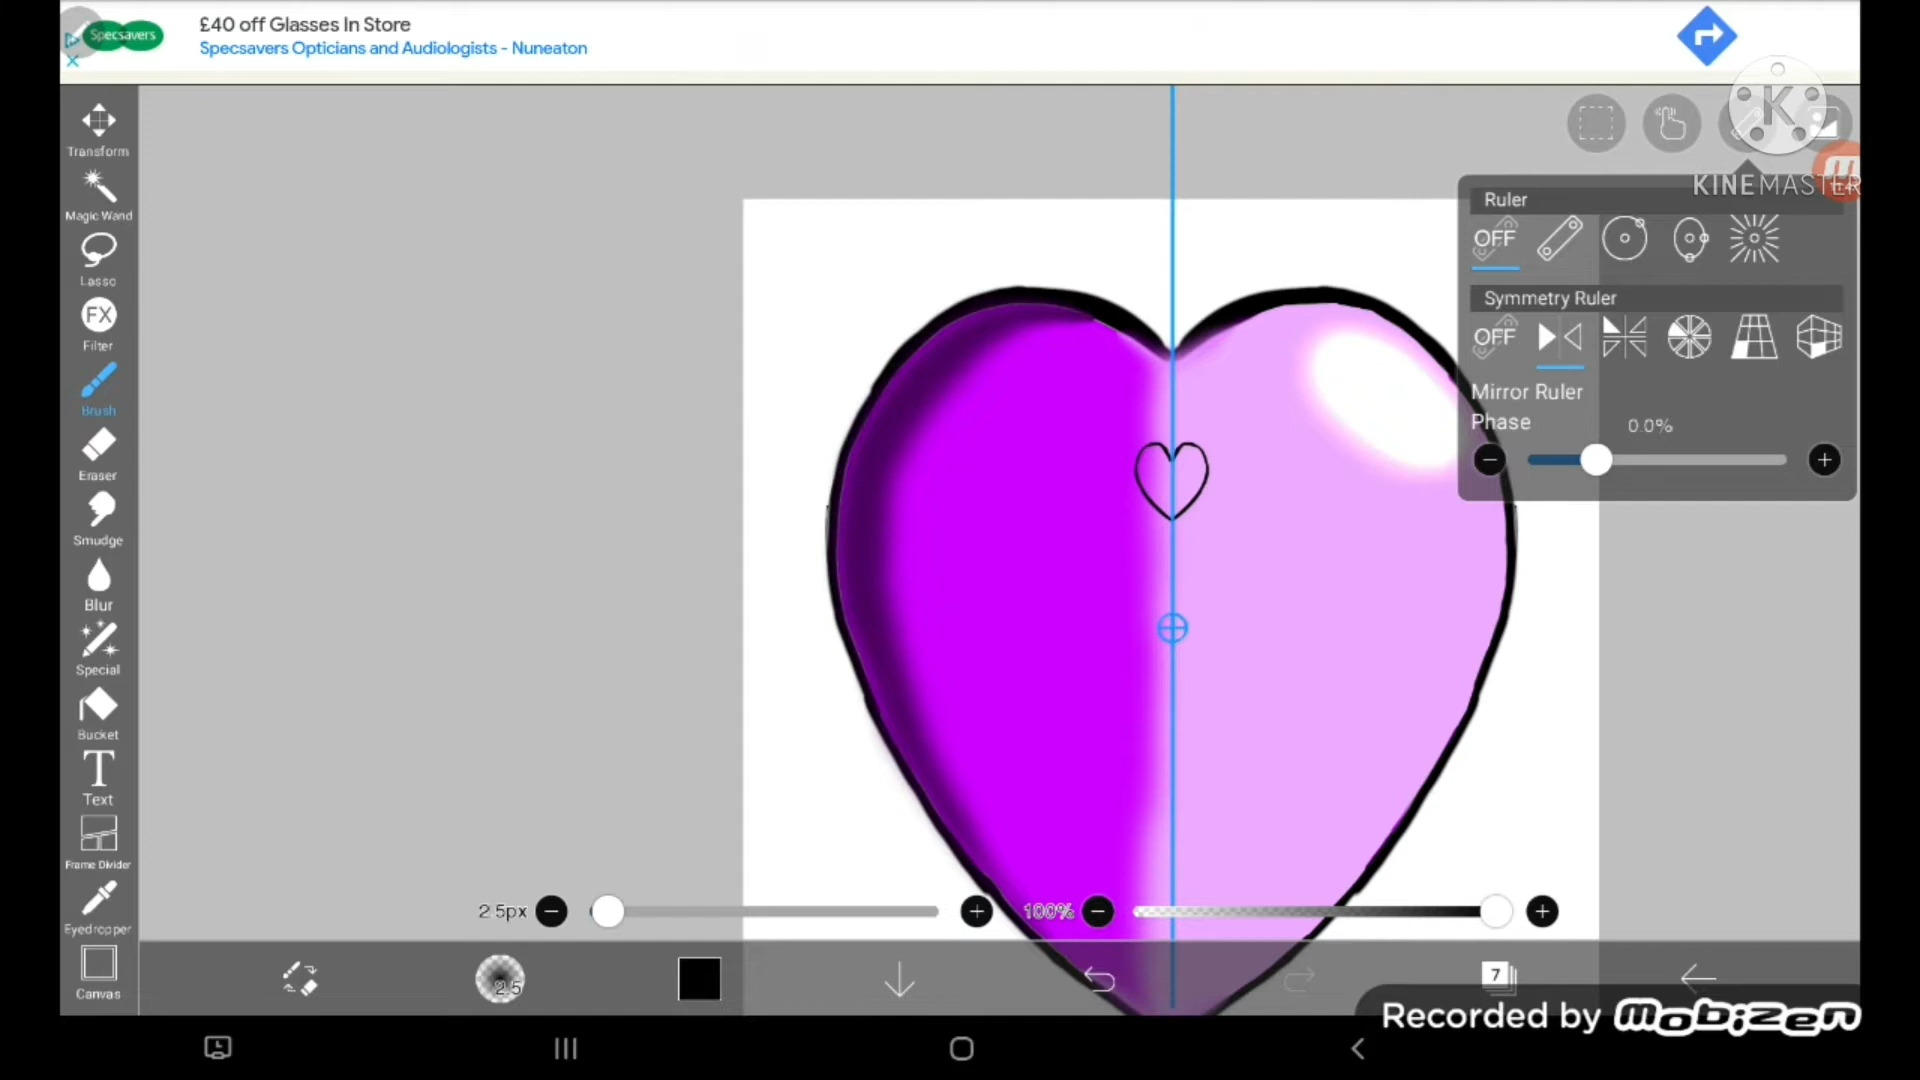 Specsavers
£40 off Glasses In Store
Specsavers Opticians and Audiologists - Nuneaton
K
KINEMASTER
Transform
Magic Wand
Lasso
FX
Filter
Brush
Eraser
Smudge
Blur
Special
Bucket
T
Text
Frame Divider
Eyedropper
Canvas
Ruler
OFF
Symmetry Ruler
OFF
Mirror Ruler
Phase
0.0%
2.5px
100%
2.5
7
Recorded by mobizen